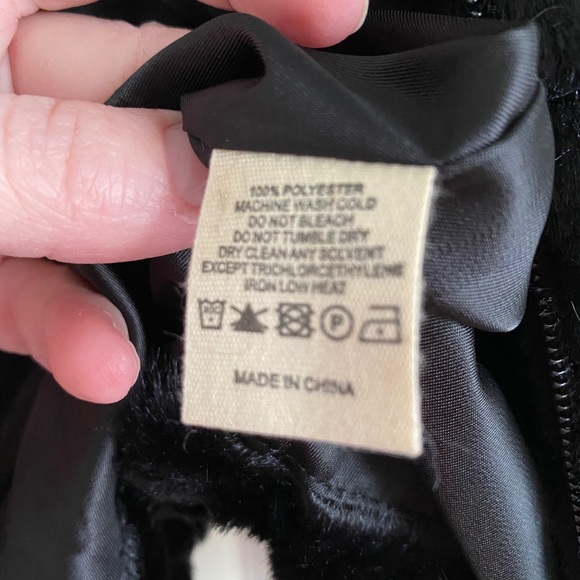 100% POLYESTER
MACHINE WASH COLD
DO NOT BLEACH
DO NOT TUMBLE DRY
DRY CLEAN ANY SOLVENT
EXCEPT TRICHLORCETHYLENE
IRON LOW HEAT
P
MADE IN CHINA